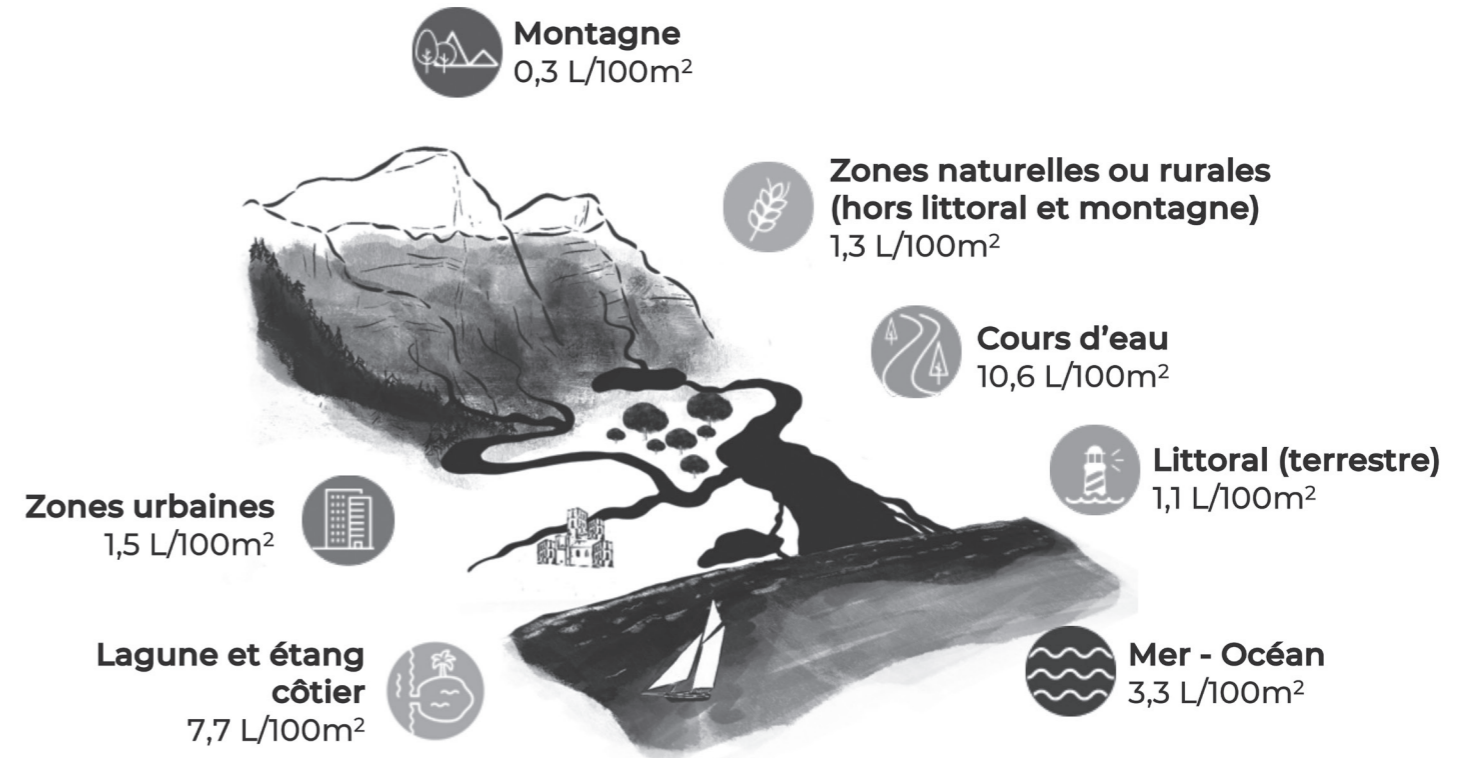 Montagne
0,3 L/100m²
Zones naturelles ou rurales
(hors littoral et montagne)
1,3 L/100m²
Cours d’eau
10,6 L/100m²
Littoral (terrestre)
1,1 L/100m²
Zones urbaines
1,5 L/100m²
Lagune et étang
côtier
7,7 L/100m²
Mer - Océan
3,3 L/100m²